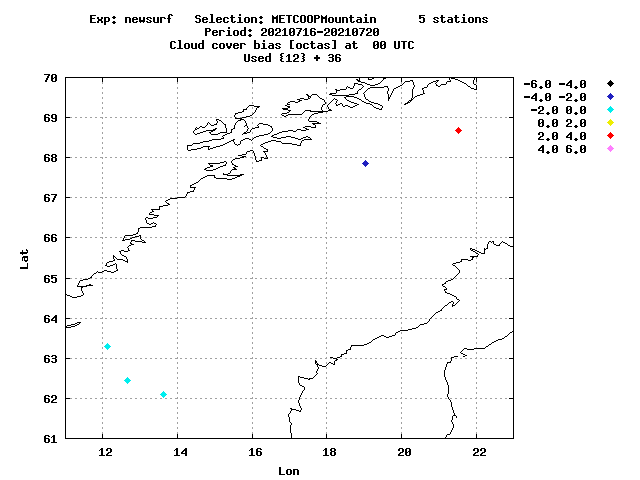 Exp: newsurf   Selection: METCOOPMountain      5 stations
Period: 20210716-20210720
Cloud cover bias [octas] at  00 UTC
Used {12} + 36
-6.0 -4.0
-4.0 -2.0
-2.0 0.0
0.0 2.0
2.0 4.0
4.0 6.0
70
69
68
67
66
65
64
63
62
61
Lat
12 14 16 18 20 22
Lon